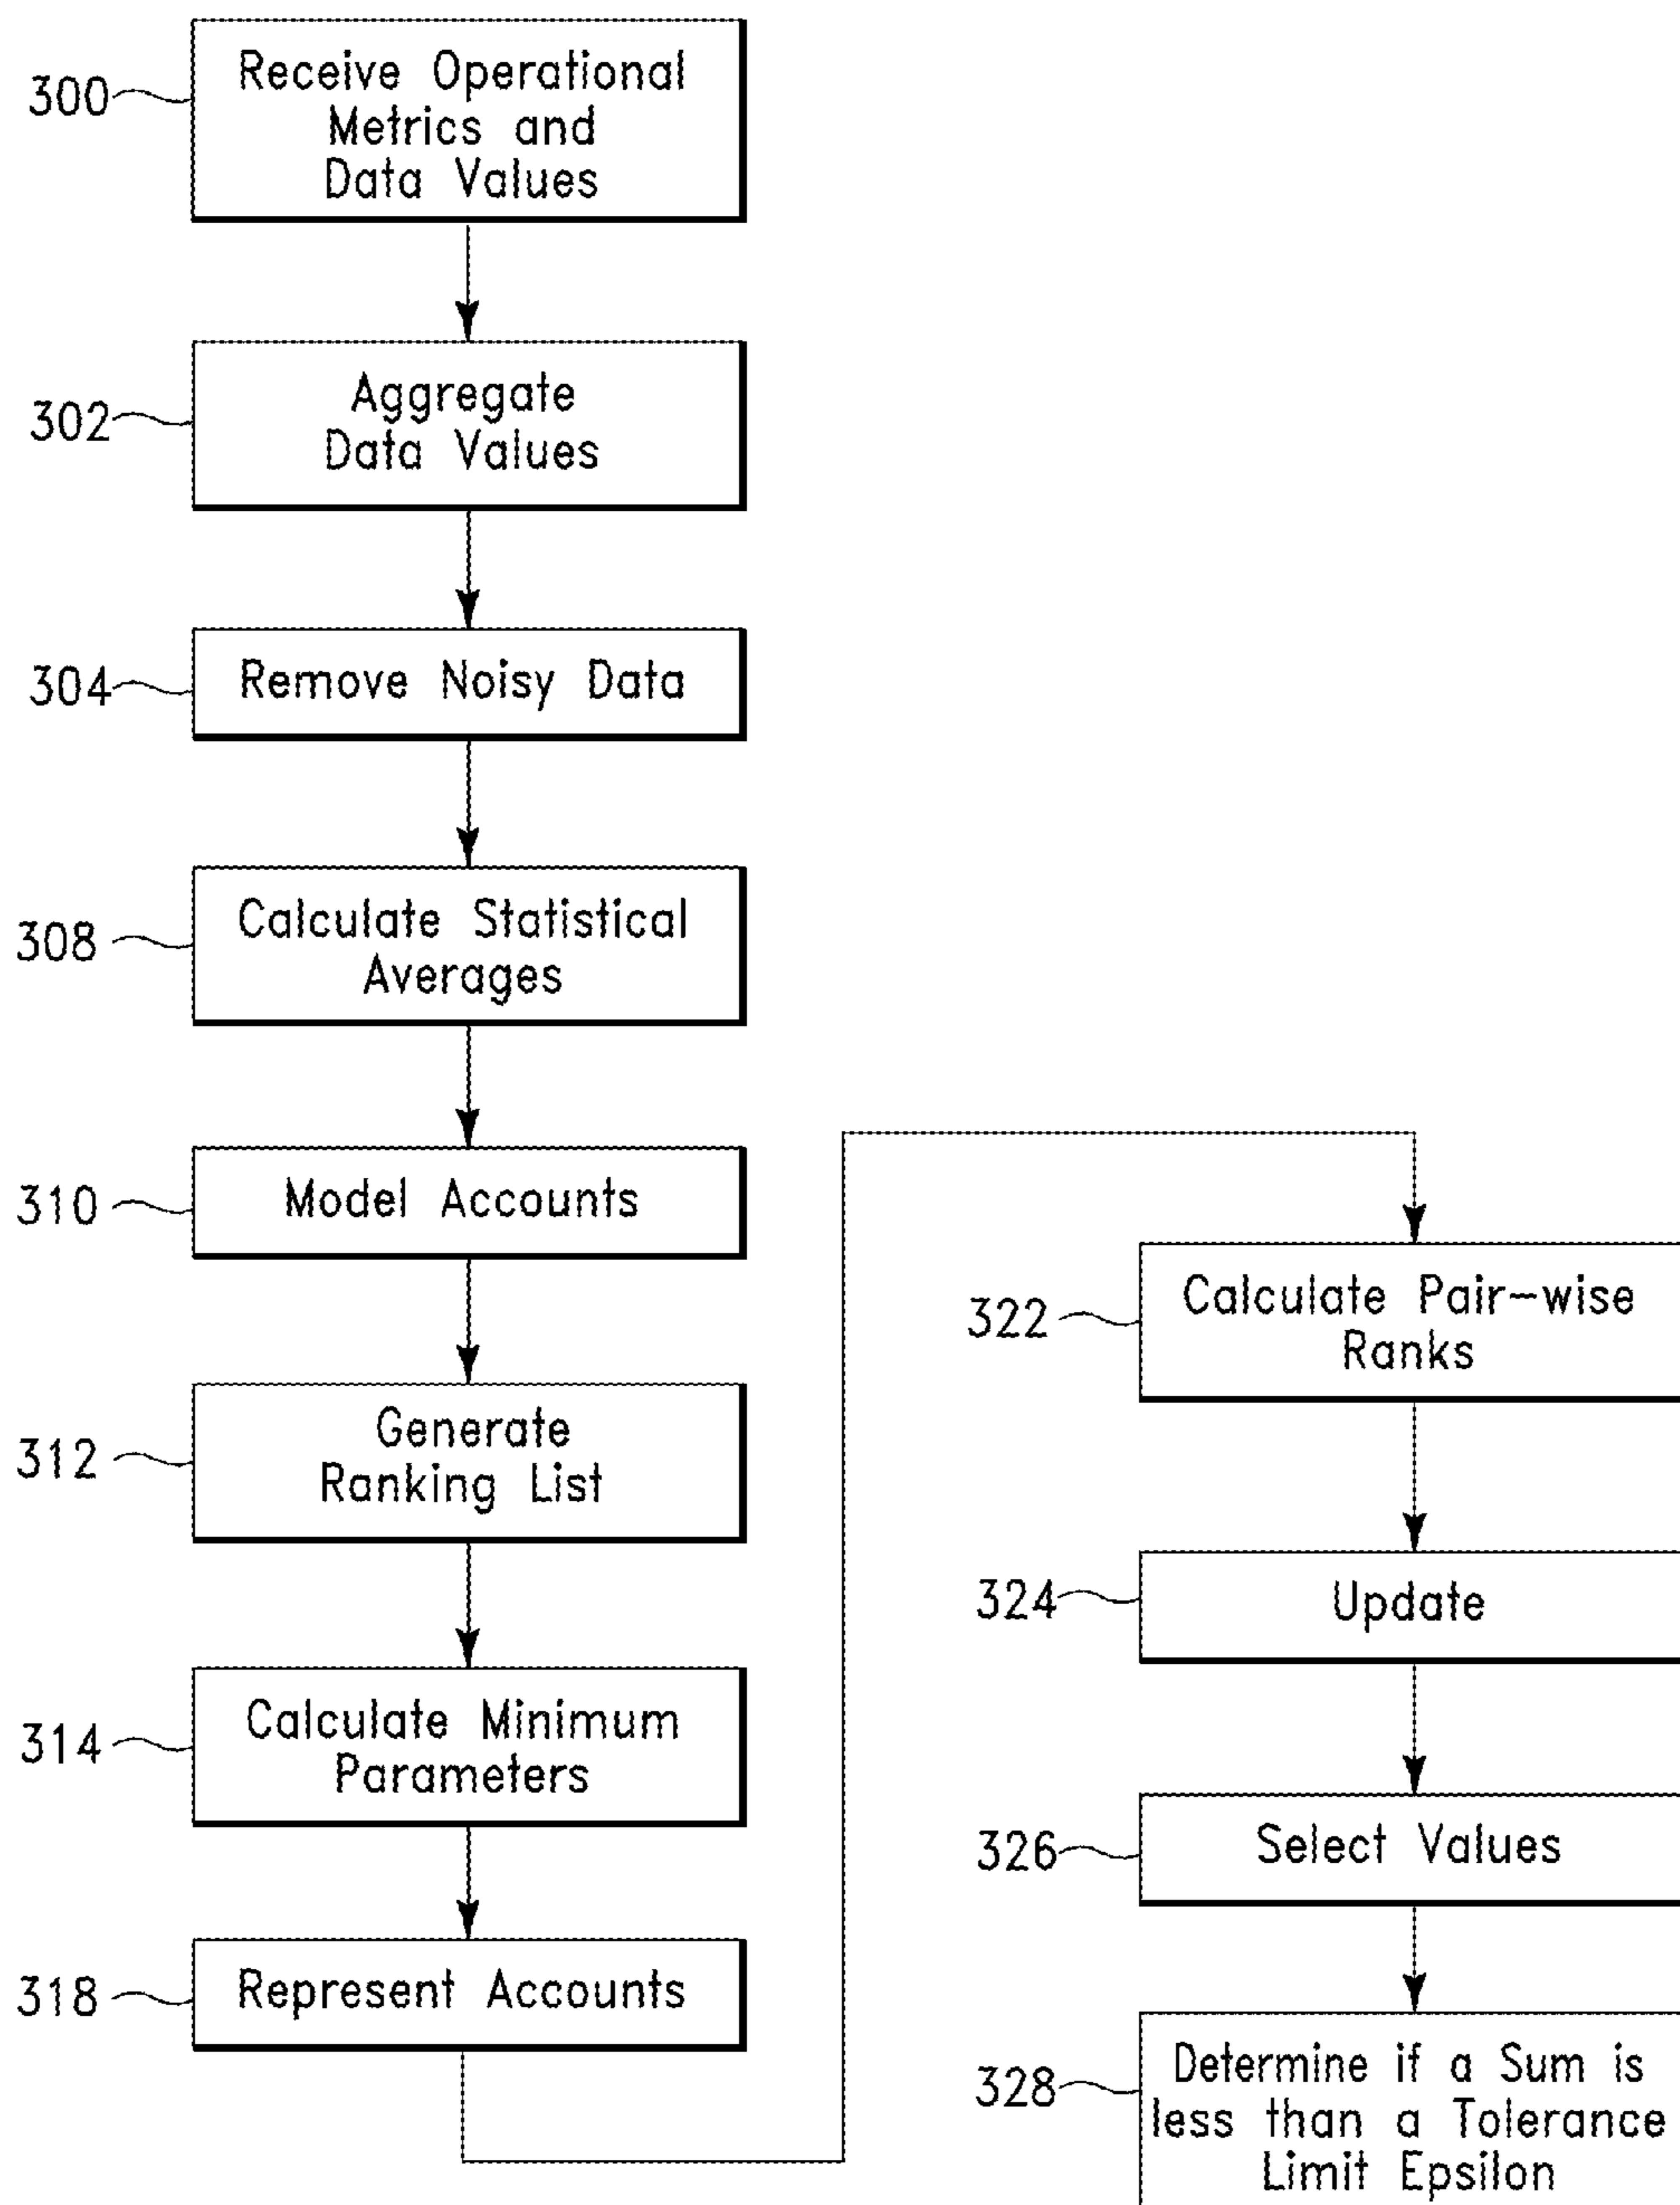 300
Receive Operational
Metrics and
Data Values
302
Aggregate
Data Values
304
Remove Noisy Data
308
Calculate Statistical
Averages
310
Model Accounts
312
Generate
Ranking List
314
Calculate Minimum
Parameters
318
Represent Accounts
322
Calculate Pair-wise
Ranks
324
Update
326
Select Values
328
Determine if a Sum is
less than a Tolerance
Limit Epsilon